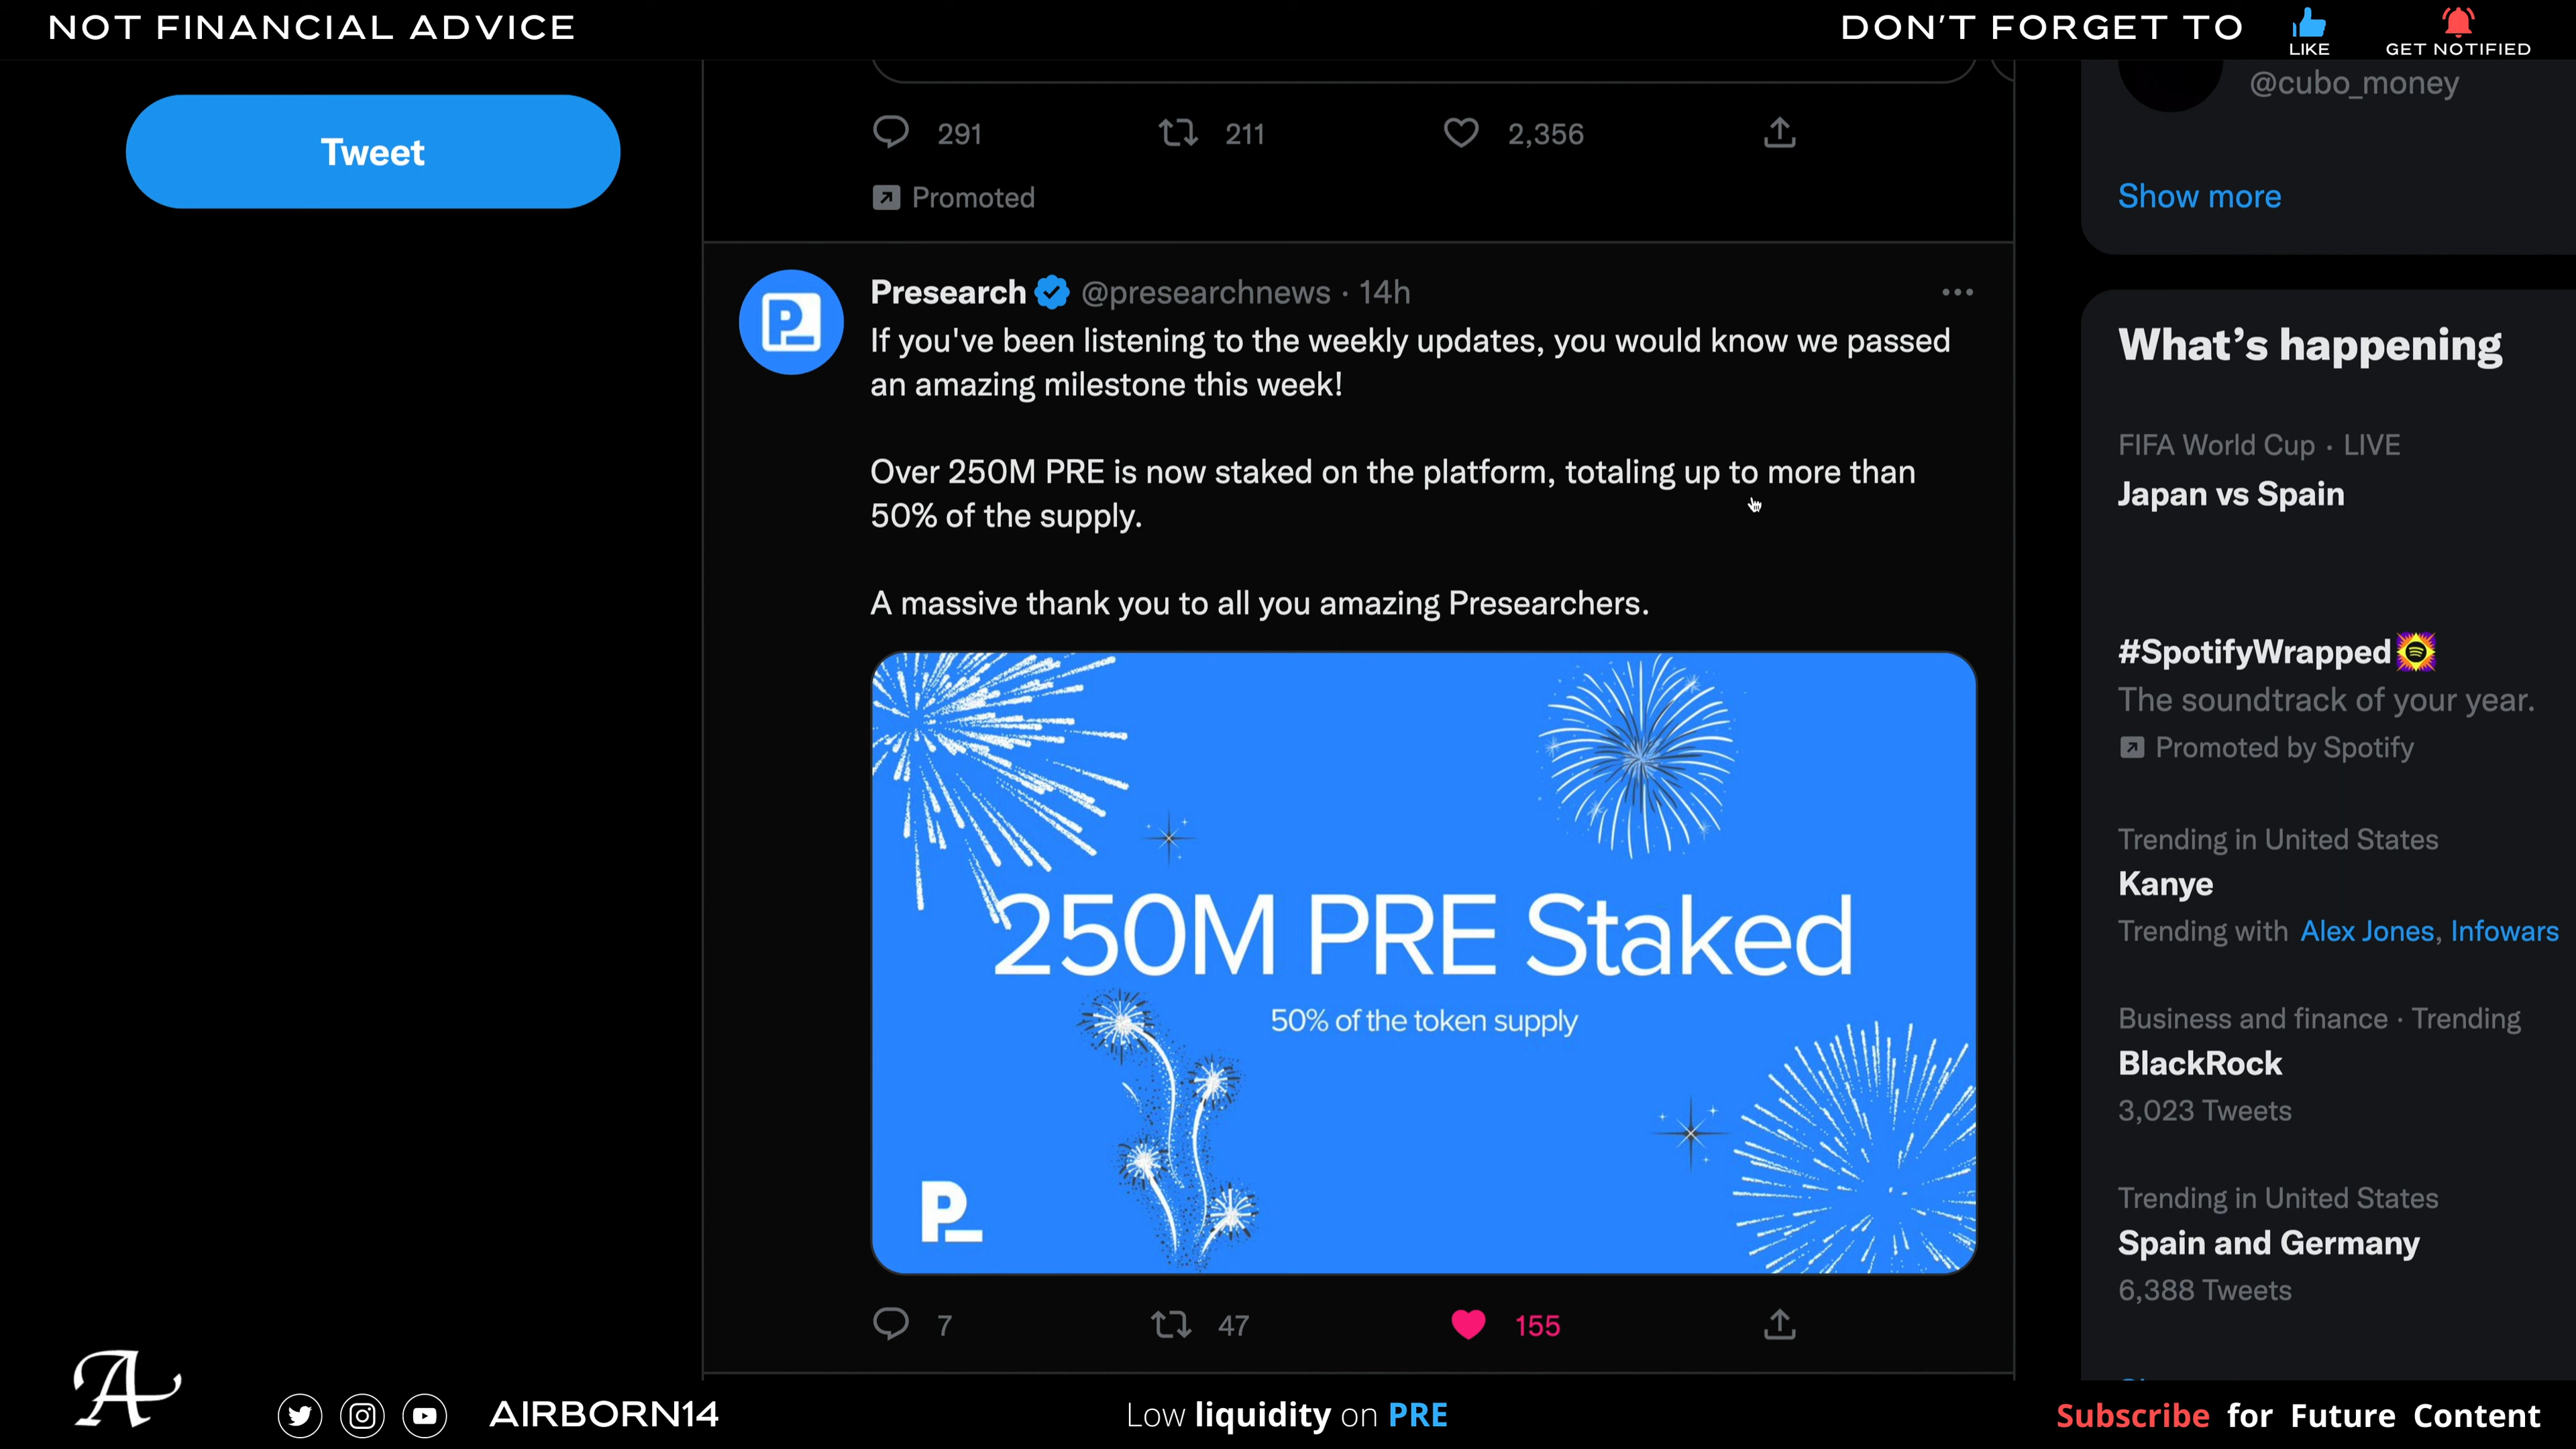 NOT FINANCIAL ADVICE
DON'T FORGET TO
LIKE
GET NOTIFIED
Tweet
291
211
2,356
Promoted
Presearch @presearchnews · 14h
If you've been listening to the weekly updates, you would know we passed
an amazing milestone this week!
Over 250M PRE is now staked on the platform, totaling up to more than
50% of the supply.
A massive thank you to all you amazing Presearchers.
250M PRE Staked
50% of the token supply
P
7
47
155
@cubo_money
Show more
What's happening
FIFA World Cup · LIVE
Japan vs Spain
#SpotifyWrapped
The soundtrack of your year.
Promoted by Spotify
Trending in United States
Kanye
Trending with Alex Jones, Infowars
Business and finance · Trending
BlackRock
3,023 Tweets
Trending in United States
Spain and Germany
6,388 Tweets
A
AIRBORN14
Low liquidity on PRE
Subscribe for Future Content